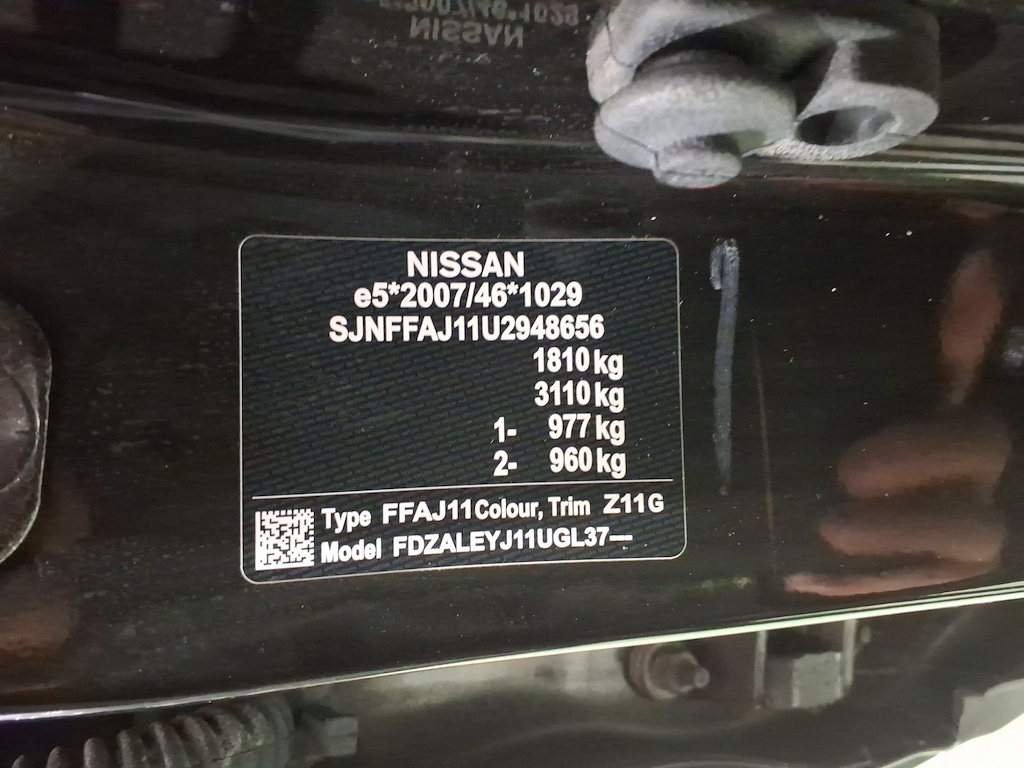 NISSAN
e5*2007/46*1029
SJNFFAJ11U2948656
1810 kg
3110 kg
1- 977 kg
2- 960 kg
Type FFAJ11 Colour, Trim Z11 G
Model FDZALEYJ11UGL37---